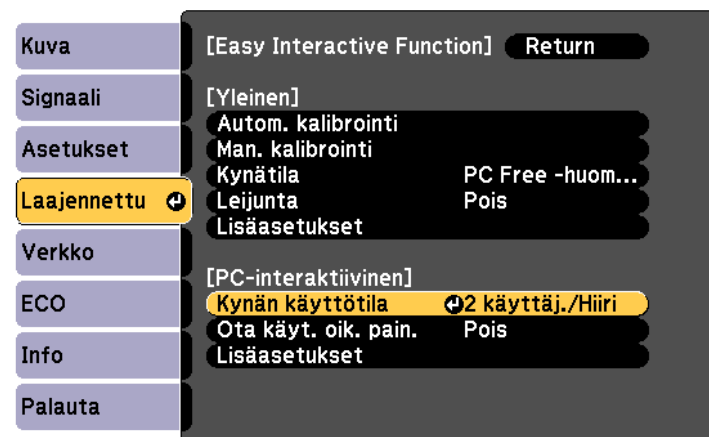 Kuva
Signaali
Asetukset
Laajennettu
Verkko
ECO
Info
Palauta
[Easy Interactive Function] Return
[Yleinen]
Autom. kalibrointi
Man. kalibrointi
Kynätila PC Free -huom...
Leijunta Pois
Lisäasetukset
[PC-interaktiivinen]
Kynän käyttötila 2 käyttäj./Hiiri
Ota käyt. oik. pain. Pois
Lisäasetukset